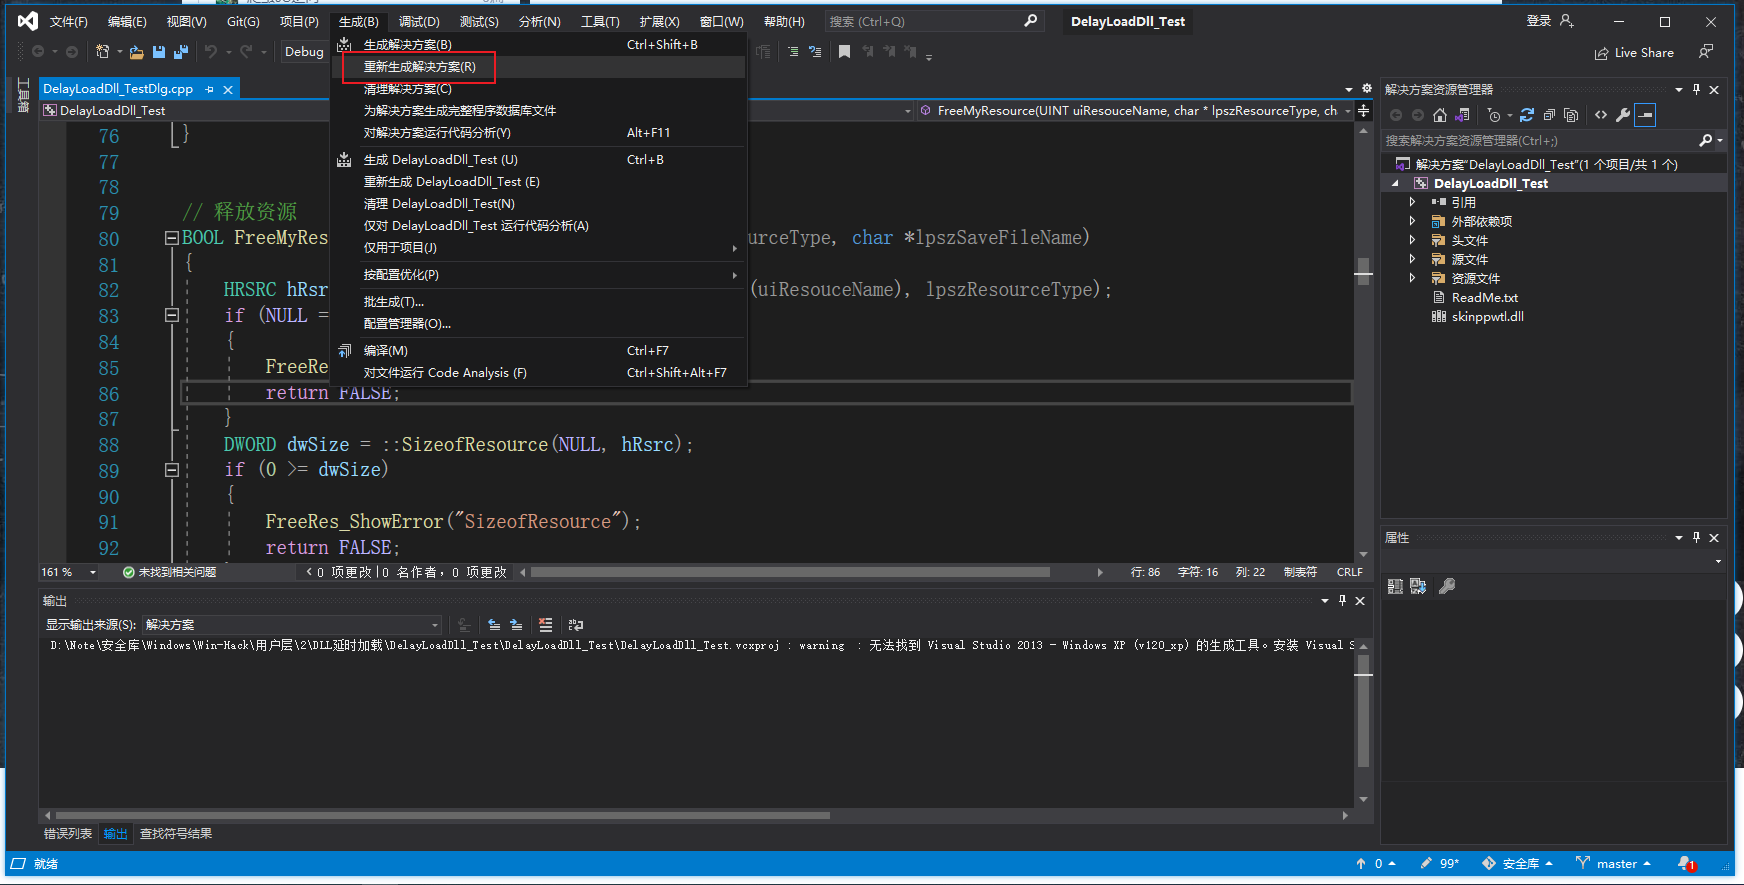 文件(F) 编辑(E) 视图(V) Git(G) 项目(P) 生成(B) 调试(D) 测试(S) 分析(N) 工具(T) 扩展(X) 窗口(W) 帮助(H) 搜索 (Ctrl+Q) DelayLoadDll_Test 登录
Debug
Live Share
生成解决方案(B) Ctrl+Shift+B
重新生成解决方案(R)
清理解决方案(C)
为解决方案生成完整程序数据库文件
对解决方案运行代码分析(Y) Alt+F11
生成 DelayLoadDll_Test (U) Ctrl+B
重新生成 DelayLoadDll_Test (E)
清理 DelayLoadDll_Test(N)
仅对 DelayLoadDll_Test 运行代码分析(A)
仅用于项目(J)
按配置优化(P)
批生成(T)...
配置管理器(O)...
编译(M) Ctrl+F7
对文件运行 Code Analysis (F) Ctrl+Shift+Alt+F7
工具箱
DelayLoadDll_TestDlg.cpp
DelayLoadDll_Test
FreeMyResource(UINT uiResouceName, char * lpszResourceType, ch
76 }
77
78
79 // 释放资源
80 BOOL FreeMyRes urceType, char *lpszSaveFileName)
81 {
82 HRSRC hRsr (uiResouceName), lpszResourceType);
83 if (NULL =
84 {
85 FreeRe
86 return FALSE;
87 }
88 DWORD dwSize = ::SizeofResource(NULL, hRsrc);
89 if (0 >= dwSize)
90 {
91 FreeRes_ShowError("SizeofResource");
92 return FALSE;
161 % 未找到相关问题 0 项更改|0 名作者，0 项更改 行: 86 字符: 16 列: 22 制表符 CRLF
输出
显示输出来源(S): 解决方案
D:\Note\安全库\Windows\Win-Hack\用户层\2\DLL延时加载\DelayLoadDll_Test\DelayLoadDll_Test\DelayLoadDll_Test.vcxproj : warning : 无法找到 Visual Studio 2013 - Windows XP (v120_xp) 的生成工具。安装 Visual S
错误列表 输出 查找符号结果
解决方案资源管理器
搜索解决方案资源管理器(Ctrl+;)
解决方案"DelayLoadDll_Test"(1 个项目/共 1 个)
DelayLoadDll_Test
引用
外部依赖项
头文件
源文件
资源文件
ReadMe.txt
skinppwtl.dll
属性
就绪 0 99* 安全库 master 1